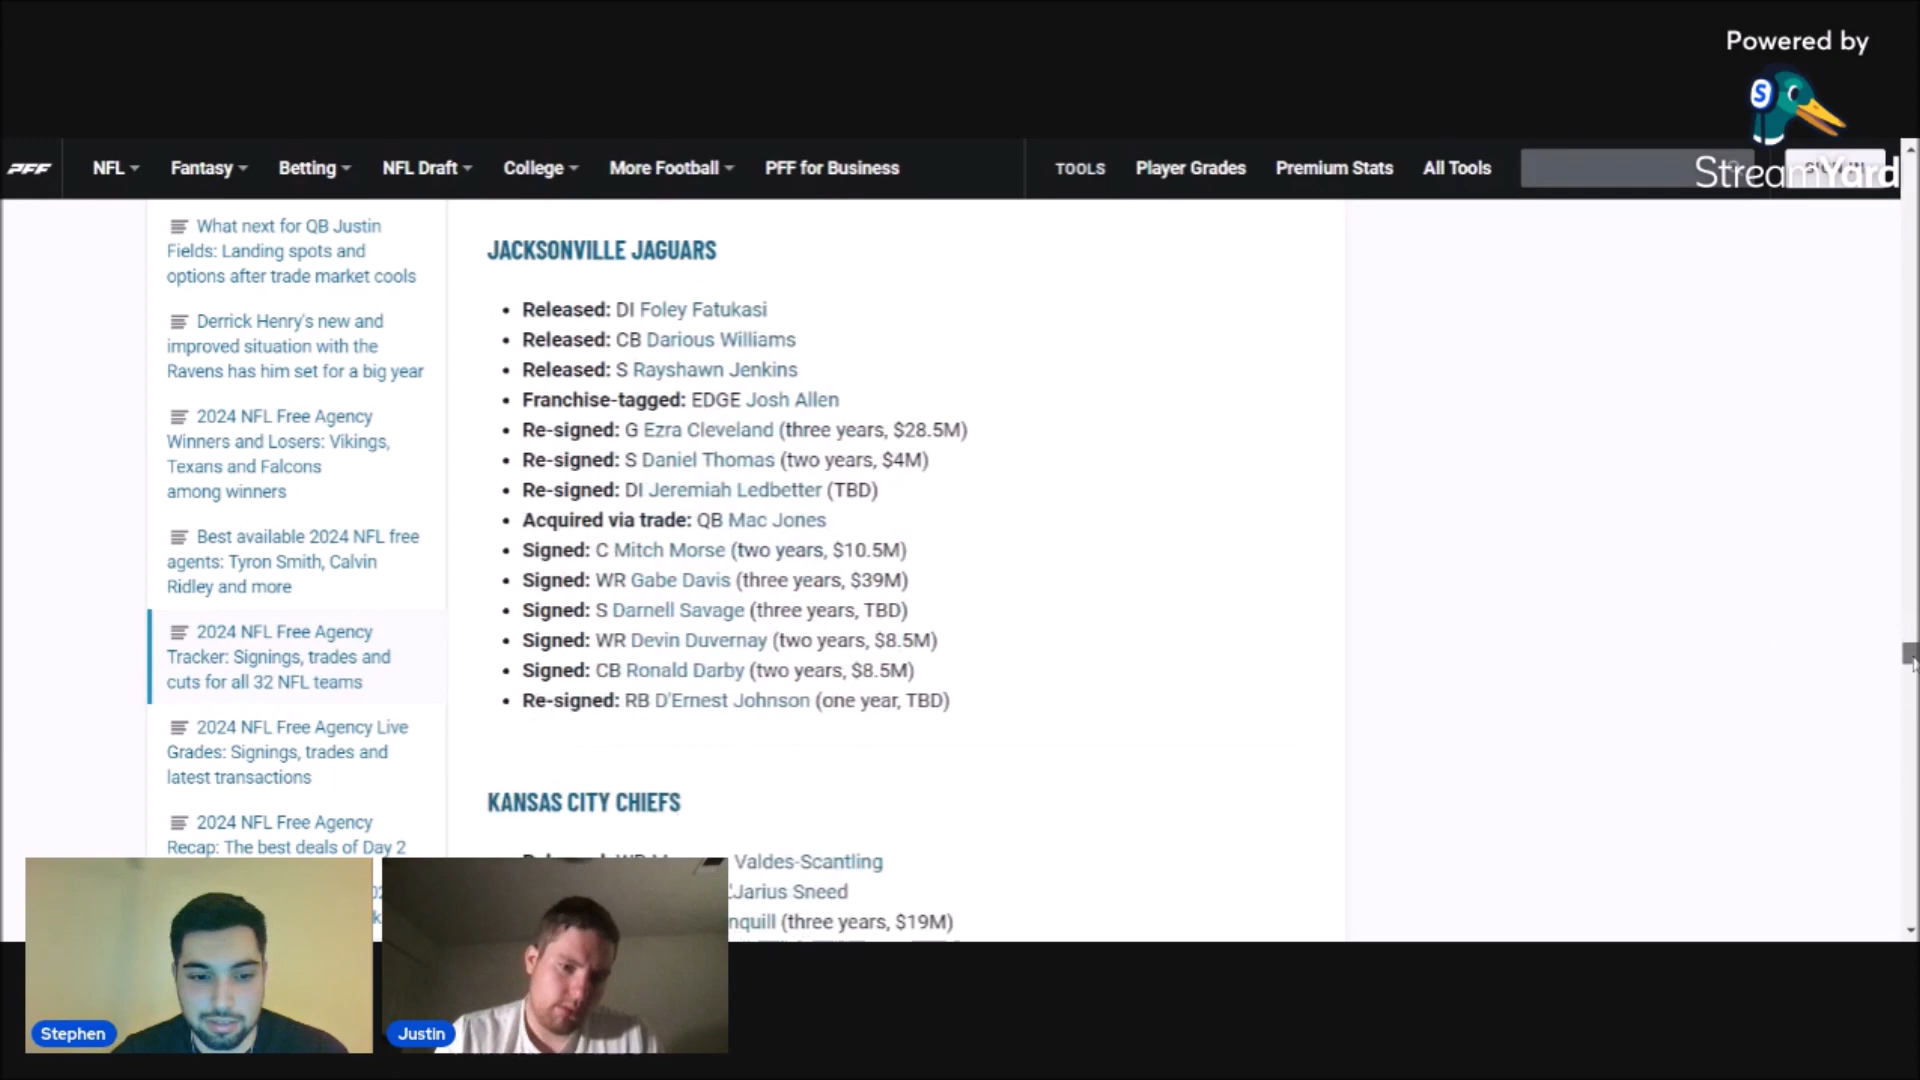 Powered by
S
StreamYard
PFF
NFL
Fantasy
Betting
NFL Draft
College
More Football
PFF for Business
TOOLS
Player Grades
Premium Stats
All Tools
What next for QB Justin
Fields: Landing spots and
options after trade market cools
Derrick Henry's new and
improved situation with the
Ravens has him set for a big year
2024 NFL Free Agency
Winners and Losers: Vikings,
Texans and Falcons
among winners
Best available 2024 NFL free
agents: Tyron Smith, Calvin
Ridley and more
2024 NFL Free Agency
Tracker: Signings, trades and
cuts for all 32 NFL teams
2024 NFL Free Agency Live
Grades: Signings, trades and
latest transactions
2024 NFL Free Agency
Recap: The best deals of Day 2
JACKSONVILLE JAGUARS
Released: DI Foley Fatukasi
Released: CB Darious Williams
Released: S Rayshawn Jenkins
Franchise-tagged: EDGE Josh Allen
Re-signed: G Ezra Cleveland (three years, $28.5M)
Re-signed: S Daniel Thomas (two years, $4M)
Re-signed: DI Jeremiah Ledbetter (TBD)
Acquired via trade: QB Mac Jones
Signed: C Mitch Morse (two years, $10.5M)
Signed: WR Gabe Davis (three years, $39M)
Signed: S Darnell Savage (three years, TBD)
Signed: WR Devin Duvernay (two years, $8.5M)
Signed: CB Ronald Darby (two years, $8.5M)
Re-signed: RB D'Ernest Johnson (one year, TBD)
KANSAS CITY CHIEFS
Valdes-Scantling
'Jarius Sneed
nquill (three years, $19M)
Stephen
Justin